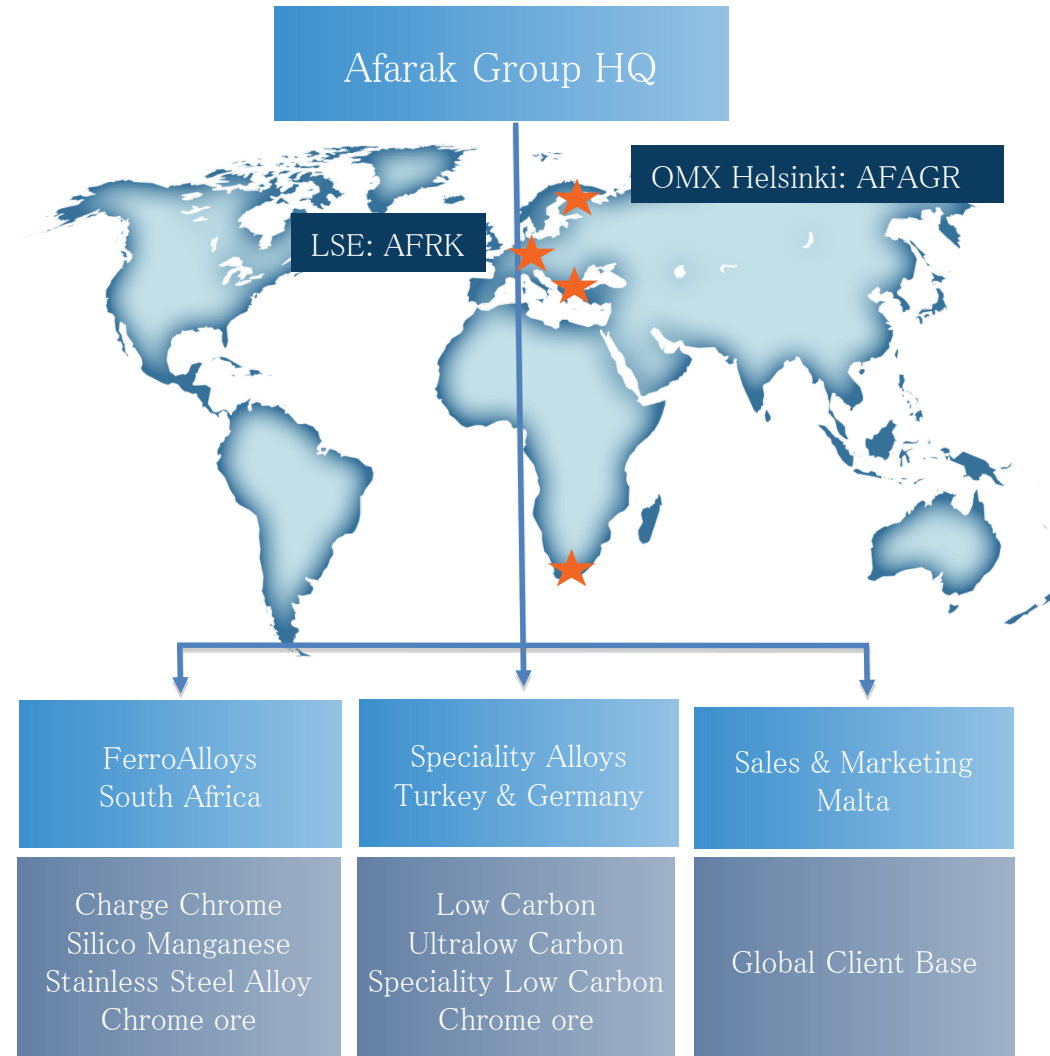 Afarak Group HQ
OMX Helsinki: AFAGR
LSE: AFRK
FerroAlloys
South Africa
Speciality Alloys
Turkey & Germany
Sales & Marketing
Malta
Charge Chrome
Silico Manganese
Stainless Steel Alloy
Chrome ore
Low Carbon
Ultralow Carbon
Speciality Low Carbon
Chrome ore
Global Client Base